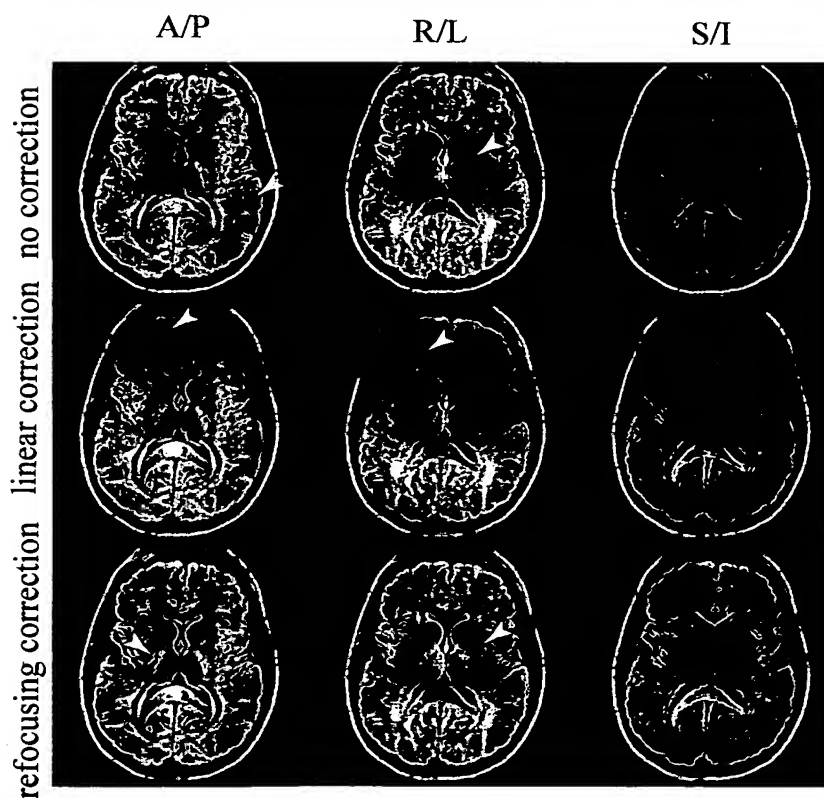 A/P R/L S/I
no correction
linear correction
refocusing correction